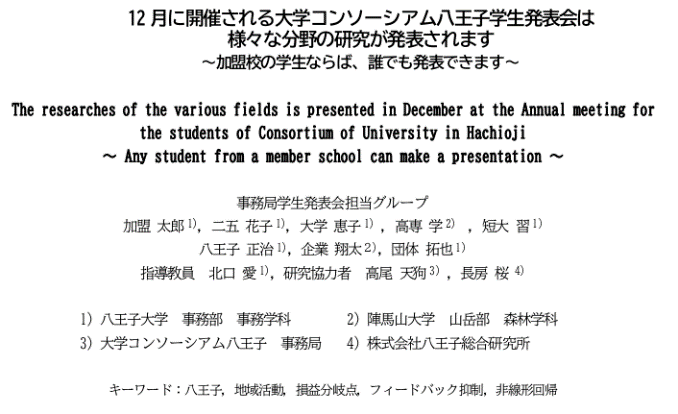 12 月に開催される大学コンソーシアム八王子学生発表会は
様々な分野の研究が発表されます
～加盟校の学生ならば、誰でも発表できます～
The researches of the various fields is presented in December at the Annual meeting for
the students of Consortium of University in Hachioji
～ Any student from a member school can make a presentation ～
事務局学生発表会担当グループ
加盟 太郎 1)，二五 花子 1)，大学 恵子 1) ，高専 学 2) ，短大 習 1)
八王子 正治 1)，企業 翔太 2)，団体 拓也 1)
指導教員　北口 愛 1)，研究協力者　高尾 天狗 3) ，長房 桜 4)
1) 八王子大学　事務部　事務学科　　2) 陣馬山大学　山岳部　森林学科
3) 大学コンソーシアム八王子　事務局　　4) 株式会社八王子総合研究所
キーワード：八王子，地域活動，損益分岐点，フィードバック抑制，非線形回帰